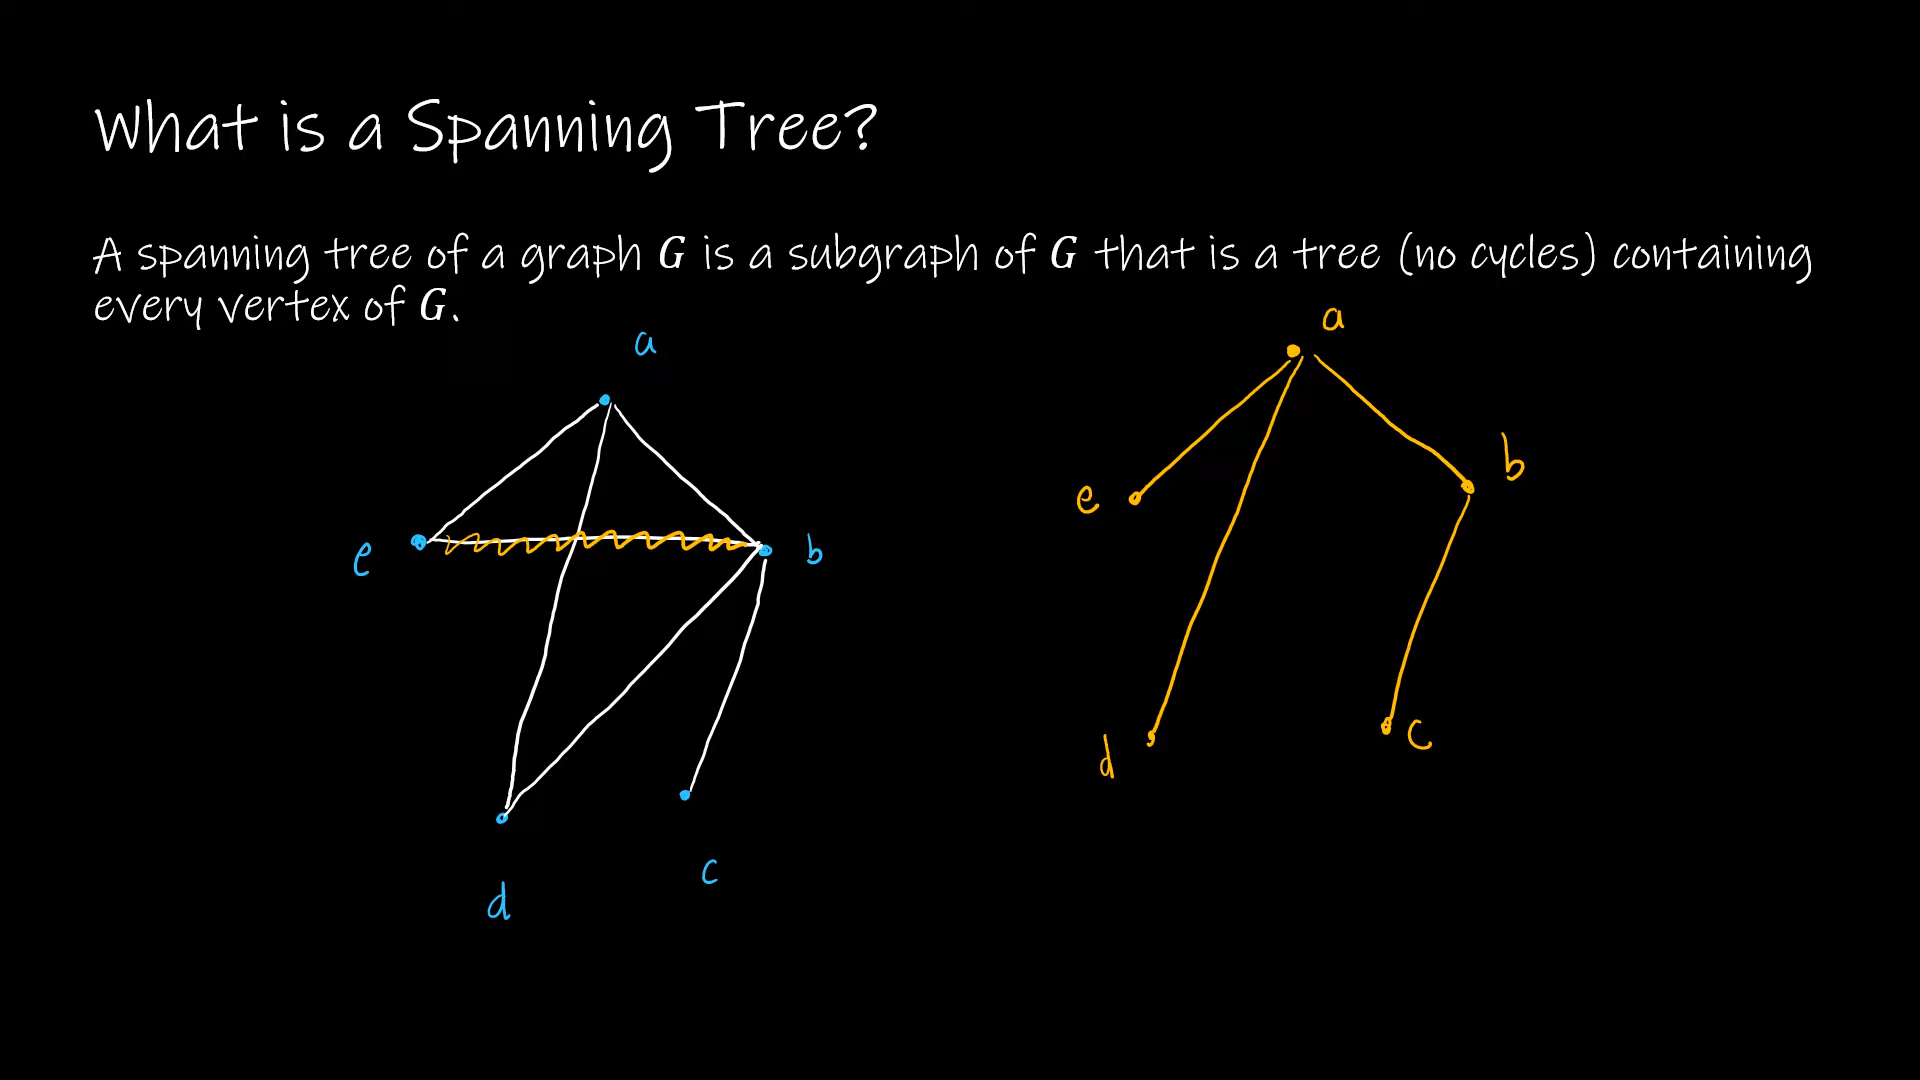 What is a Spanning Tree?
A spanning tree of a graph G is a subgraph of G that is a tree (no cycles) containing
every vertex of G.
a
e
b
d
c
a
e
b
d
c